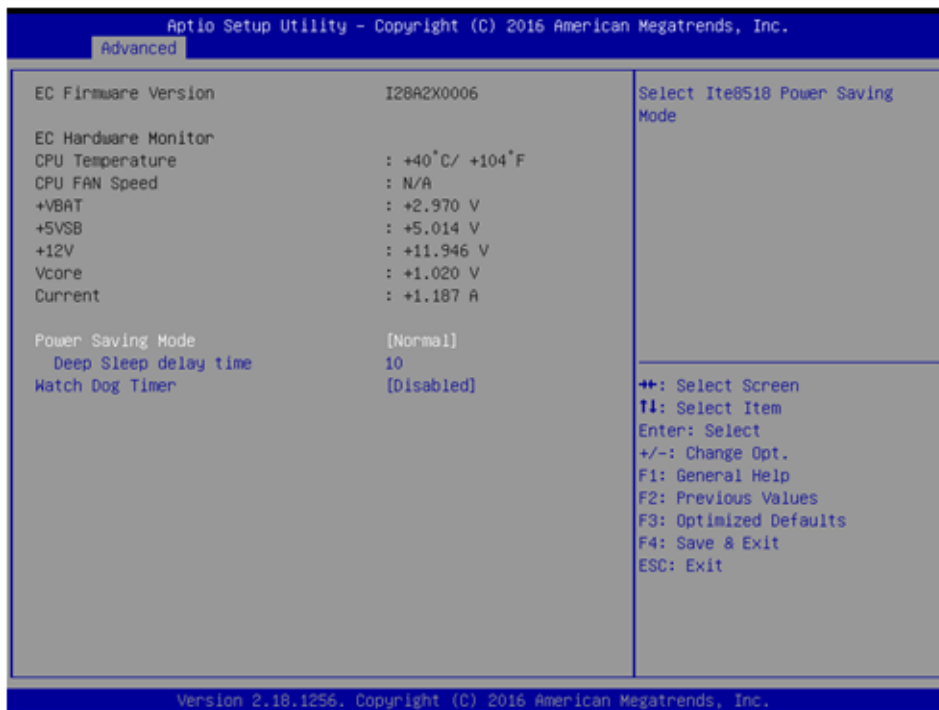 Aptio Setup Utility - Copyright (C) 2016 American Megatrends, Inc.
Advanced
EC Firmware Version I28A2X0006
EC Hardware Monitor
CPU Temperature : +40°C/ +104°F
CPU FAN Speed : N/A
+VBAT : +2.970 V
+5VSB : +5.014 V
+12V : +11.946 V
Vcore : +1.020 V
Current : +1.187 A
Power Saving Mode [Normal]
Deep Sleep delay time 10
Watch Dog Timer [Disabled]
Select Ite8518 Power Saving
Mode
→←: Select Screen
↑↓: Select Item
Enter: Select
+/-: Change Opt.
F1: General Help
F2: Previous Values
F3: Optimized Defaults
F4: Save & Exit
ESC: Exit
Version 2.18.1256. Copyright (C) 2016 American Megatrends, Inc.